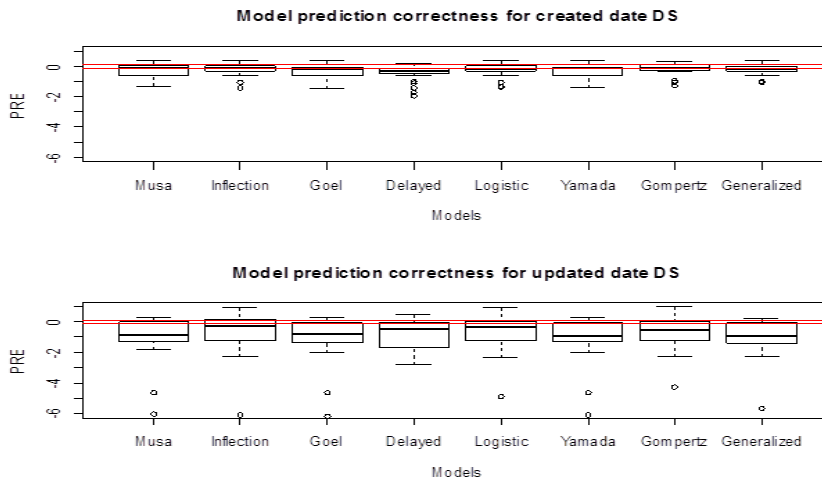 Model prediction correctness for created date DS
PRE
0
-2
-4
-6
Musa Inflection Goel Delayed Logistic Yamada Gompertz Generalized
Models
Model prediction correctness for updated date DS
PRE
0
-2
-4
-6
Musa Inflection Goel Delayed Logistic Yamada Gompertz Generalized
Models